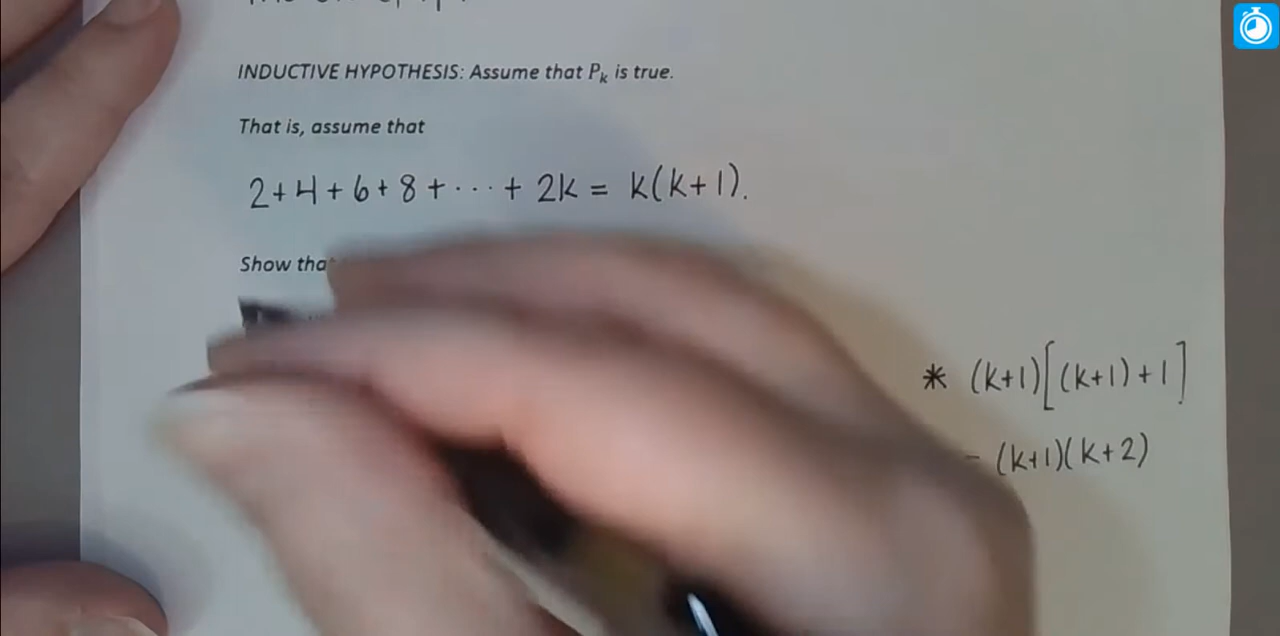 INDUCTIVE HYPOTHESIS: Assume that Pₖ is true.
That is, assume that
2+4+6+8+···+2k = k(k+1).
Show
* (k+1)[(k+1)+1]
(k+1)(k+2)